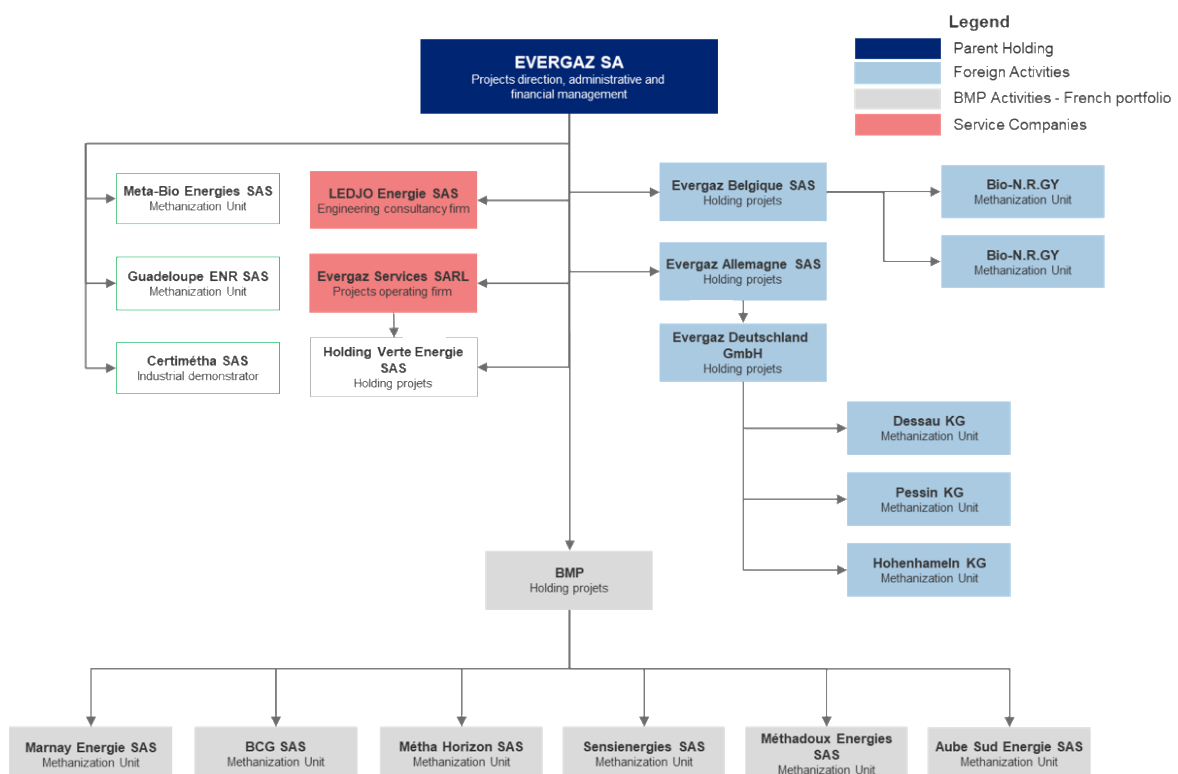 Legend
Parent Holding
Foreign Activities
BMP Activities - French portfolio
Service Companies
EVERGAZ SA
Projects direction, administrative and
financial management
Meta-Bio Energies SAS
Methanization Unit
LEDJO Energie SAS
Engineering consultancy firm
Evergaz Belgique SAS
Holding projets
Bio-N.R.GY
Methanization Unit
Bio-N.R.GY
Methanization Unit
Guadeloupe ENR SAS
Methanization Unit
Evergaz Services SARL
Projects operating firm
Evergaz Allemagne SAS
Holding projets
Certimétha SAS
Industrial demonstrator
Holding Verte Energie
SAS
Holding projets
Evergaz Deutschland
GmbH
Holding projets
Dessau KG
Methanization Unit
Pessin KG
Methanization Unit
Hohenhameln KG
Methanization Unit
BMP
Holding projets
Marnay Energie SAS
Methanization Unit
BCG SAS
Methanization Unit
Métha Horizon SAS
Methanization Unit
Sensienergies SAS
Methanization Unit
Méthadoux Energies
SAS
Methanization Unit
Aube Sud Energie SAS
Methanization Unit